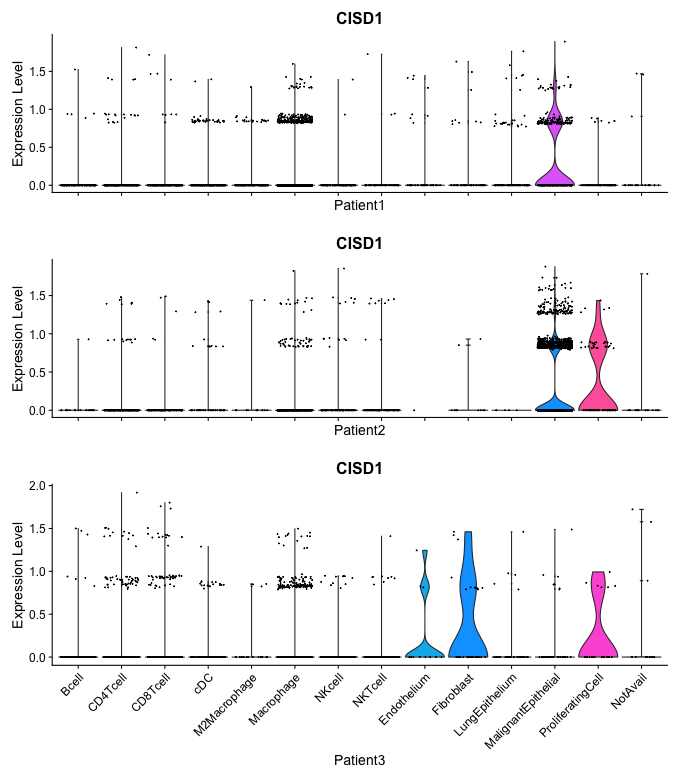 CISD1
Expression Level
1.5
1.0
0.5
0.0
Patient1
CISD1
Expression Level
1.5
1.0
0.5
0.0
Patient2
CISD1
Expression Level
2.0
1.5
1.0
0.5
0.0
Bcell
CD4Tcell
CD8Tcell
cDC
M2Macrophage
Macrophage
NKcell
NKTcell
Endothelium
Fibroblast
LungEpithelium
MalignantEpithelial
ProliferatingCell
NotAvail
Patient3